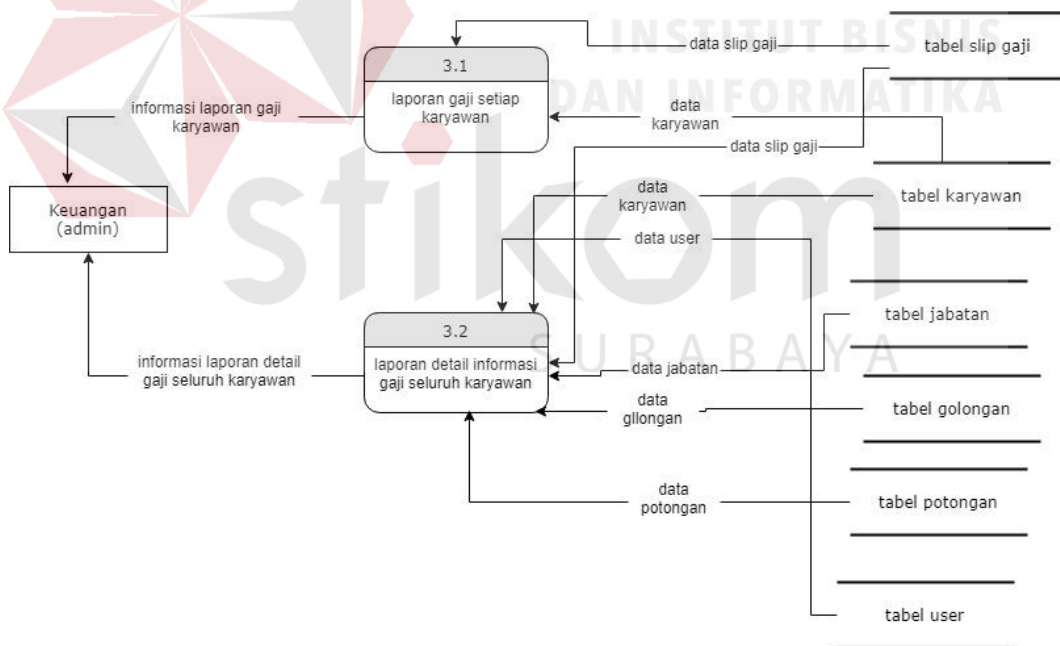 INSTITUT BISNIS
DAN INFORMATIKA
stikom
SURABAYA
data slip gaji
tabel slip gaji
3.1
laporan gaji setiap
karyawan
informasi laporan gaji
karyawan
data
karyawan
data slip gaji
Keuangan
(admin)
data
karyawan
tabel karyawan
data user
3.2
laporan detail informasi
gaji seluruh karyawan
tabel jabatan
informasi laporan detail
gaji seluruh karyawan
data jabatan
data
gllongan
tabel golongan
data
potongan
tabel potongan
tabel user